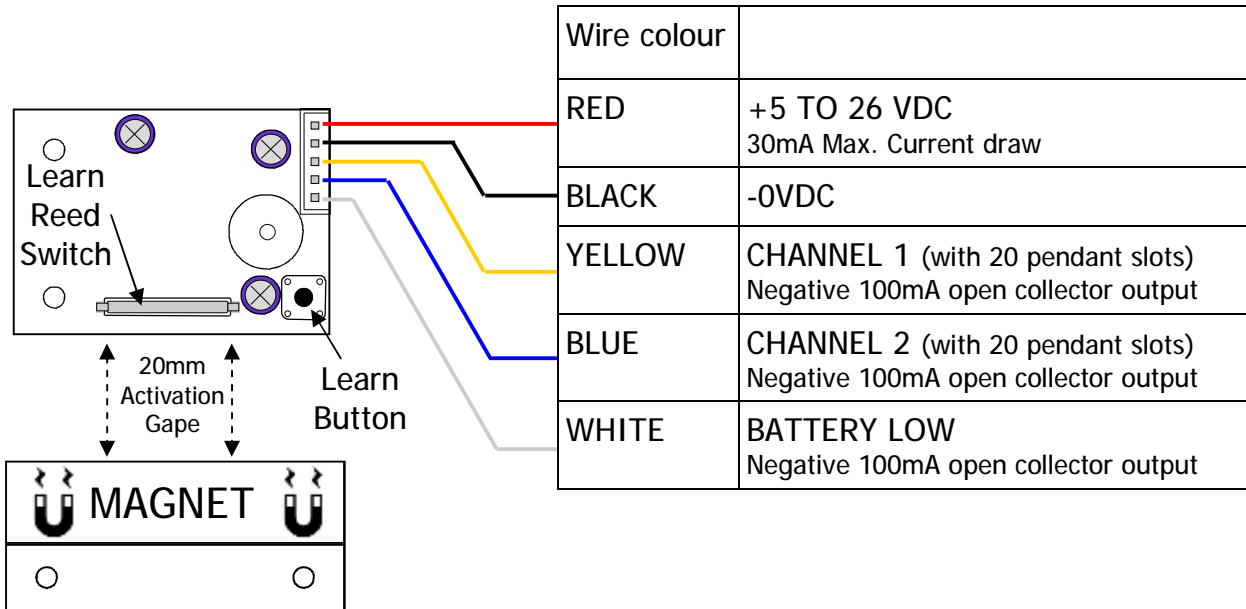 Wire colour
RED
+5 TO 26 VDC
30mA Max. Current draw
BLACK
-0VDC
YELLOW
CHANNEL 1 (with 20 pendant slots)
Negative 100mA open collector output
BLUE
CHANNEL 2 (with 20 pendant slots)
Negative 100mA open collector output
WHITE
BATTERY LOW
Negative 100mA open collector output
Learn
Reed
Switch
20mm
Activation
Gape
Learn
Button
MAGNET